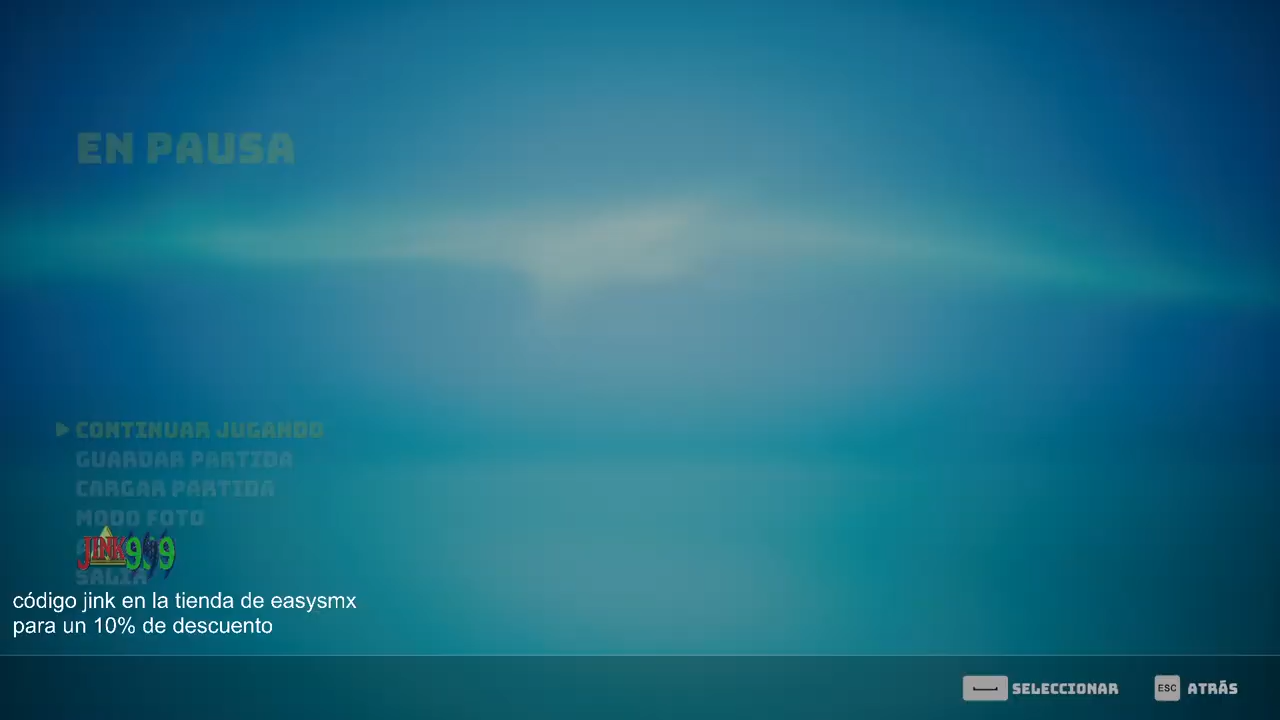 EN PAUSA
CONTINUAR JUGANDO
GUARDAR PARTIDA
CARGAR PARTIDA
MODO FOTO
JINK909
SALIR
código jink en la tienda de easysmx
para un 10% de descuento
SELECCIONAR
ESC ATRÁS